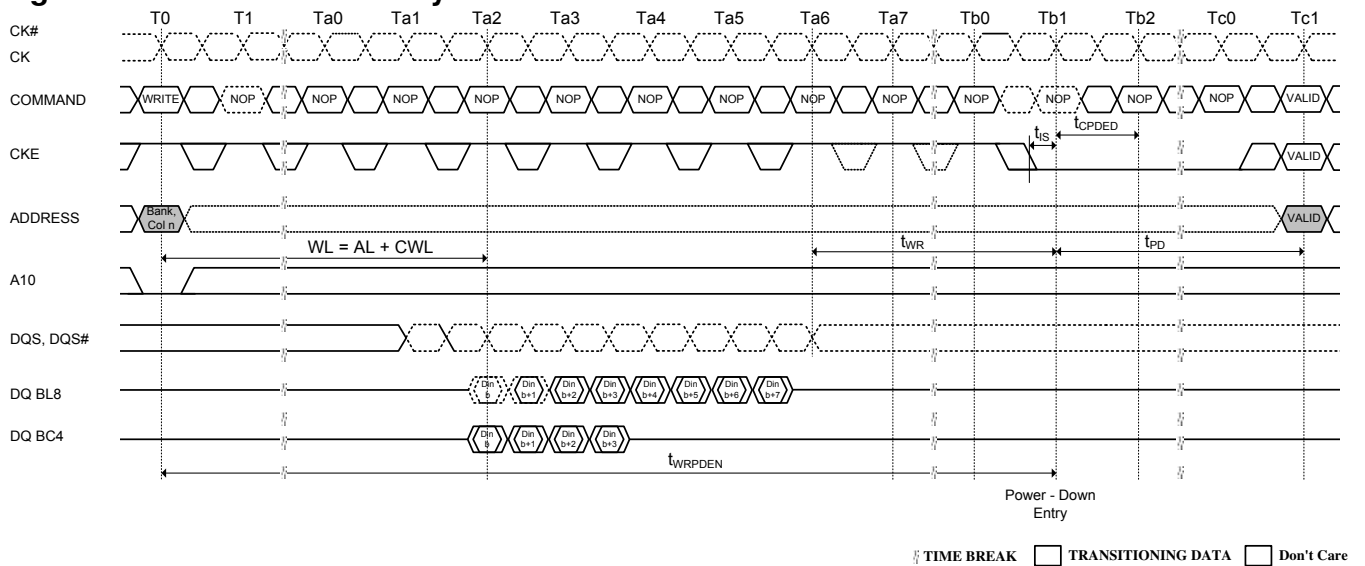 T0 T1 Ta0 Ta1 Ta2 Ta3 Ta4 Ta5 Ta6 Ta7 Tb0 Tb1 Tb2 Tc0 Tc1
CK#
CK
COMMAND WRITE NOP NOP NOP NOP NOP NOP NOP NOP NOP NOP NOP NOP NOP VALID
tIS tCPDED
CKE VALID
ADDRESS Bank, Col n VALID
WL = AL + CWL tWR tPD
A10
DQS, DQS#
DQ BL8 Din b Din b+1 Din b+2 Din b+3 Din b+4 Din b+5 Din b+6 Din b+7
DQ BC4 Din b Din b+1 Din b+2 Din b+3
tWRPDEN
Power - Down
Entry
TIME BREAK TRANSITIONING DATA Don't Care